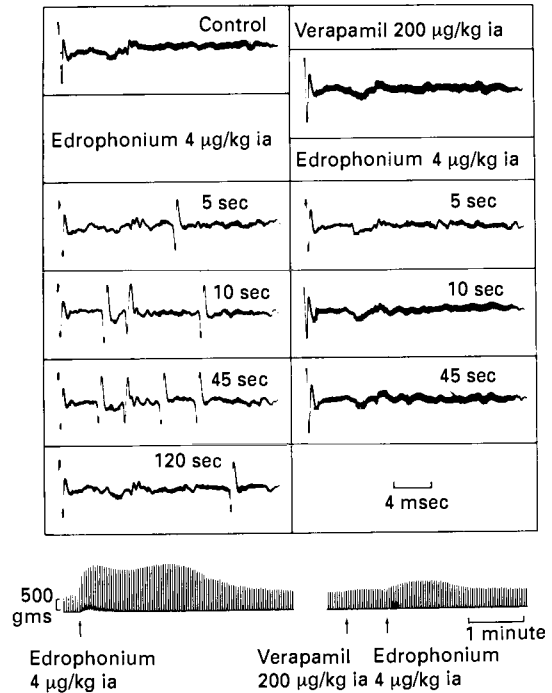 Control
Edrophonium 4 µg/kg ia
5 sec
10 sec
45 sec
120 sec
Verapamil 200 µg/kg ia
Edrophonium 4 µg/kg ia
5 sec
10 sec
45 sec
4 msec
500
gms
1 minute
Edrophonium
4 µg/kg ia
Verapamil
200 µg/kg ia
Edrophonium
4 µg/kg ia